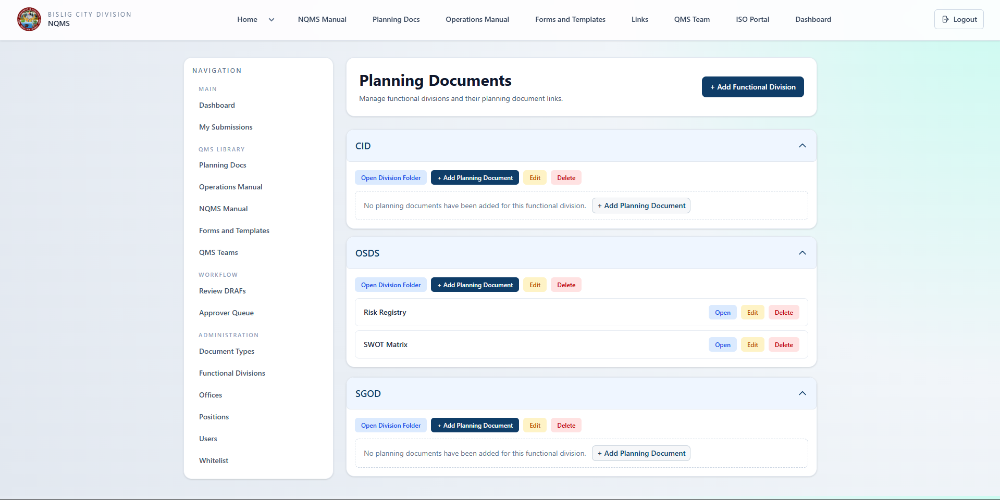 BISLIG CITY DIVISION
NQMS
Home
NQMS Manual
Planning Docs
Operations Manual
Forms and Templates
Links
QMS Team
ISO Portal
Dashboard
Logout
NAVIGATION
MAIN
Dashboard
My Submissions
QMS LIBRARY
Planning Docs
Operations Manual
NQMS Manual
Forms and Templates
QMS Teams
WORKFLOW
Review DRAFs
Approver Queue
ADMINISTRATION
Document Types
Functional Divisions
Offices
Positions
Users
Whitelist
Planning Documents
Manage functional divisions and their planning document links.
+ Add Functional Division
CID
Open Division Folder
+ Add Planning Document
Edit
Delete
No planning documents have been added for this functional division.
+ Add Planning Document
OSDS
Open Division Folder
+ Add Planning Document
Edit
Delete
Risk Registry
Open
Edit
Delete
SWOT Matrix
Open
Edit
Delete
SGOD
Open Division Folder
+ Add Planning Document
Edit
Delete
No planning documents have been added for this functional division.
+ Add Planning Document